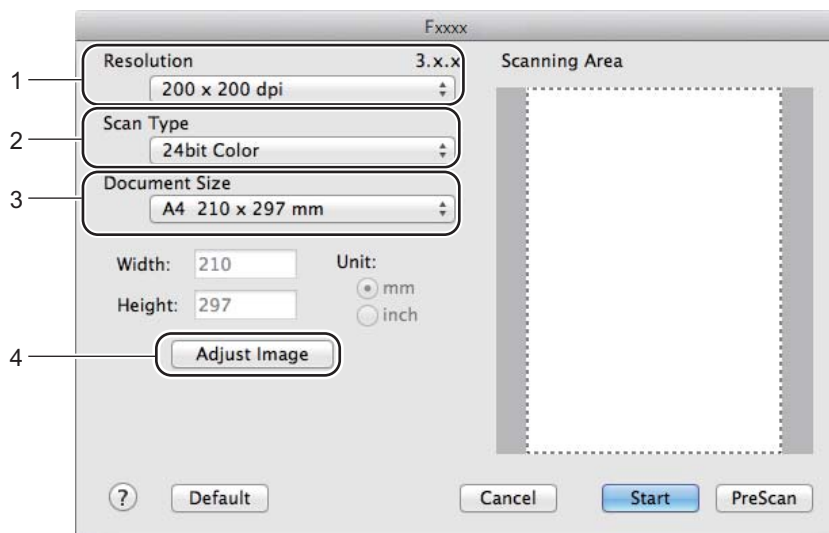 Fxxxx
1
Resolution 3.x.x
200 x 200 dpi
2
Scan Type
24bit Color
3
Document Size
A4 210 x 297 mm
Width: 210
Height: 297
Unit:
mm
inch
4
Adjust Image
Scanning Area
? Default Cancel Start PreScan